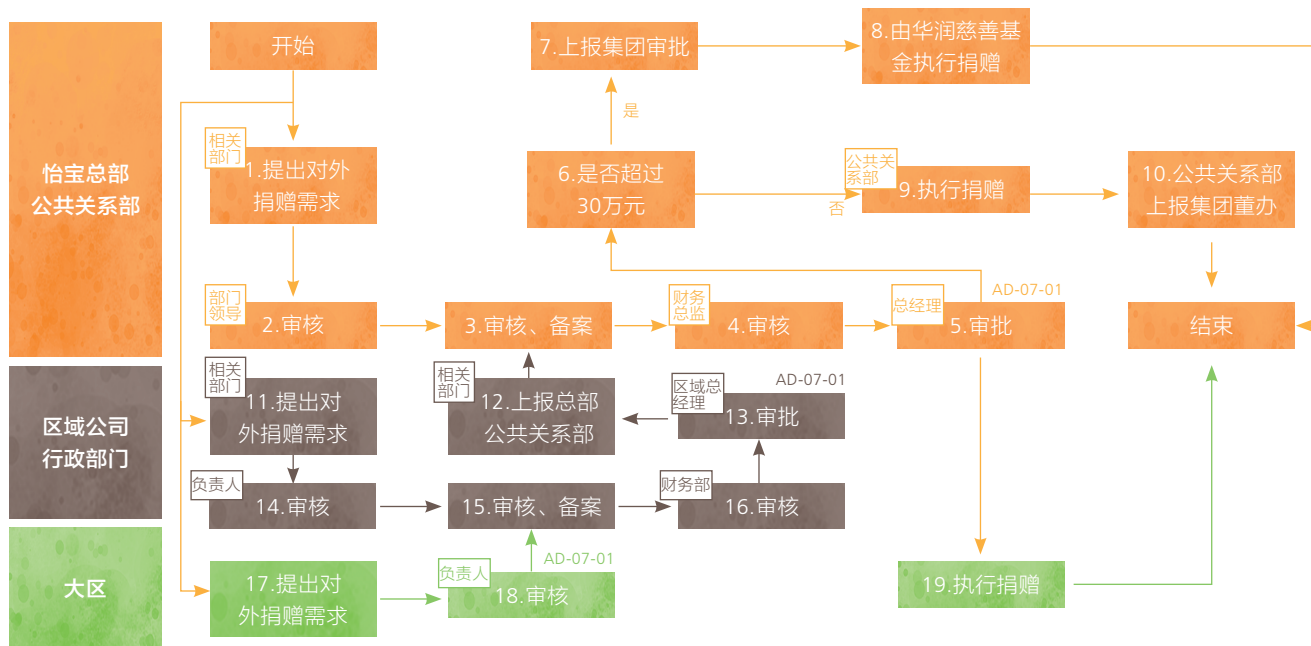 怡宝总部
公共关系部
开始
7.上报集团审批
8.由华润慈善基
金执行捐赠
是
相关
部门
1.提出对外
捐赠需求
6.是否超过
30万元
否
公共关
系部
9.执行捐赠
10.公共关系部
上报集团董办
部门
领导
2.审核
3.审核、备案
财务
总监
4.审核
总经理
AD-07-01
5.审批
结束
区域公司
行政部门
相关
部门
11.提出对
外捐赠需求
相关
部门
12.上报总部
公共关系部
区域总
经理
AD-07-01
13.审批
负责人
14.审核
15.审核、备案
财务部
16.审核
大区
17.提出对
外捐赠需求
负责人
AD-07-01
18.审核
19.执行捐赠